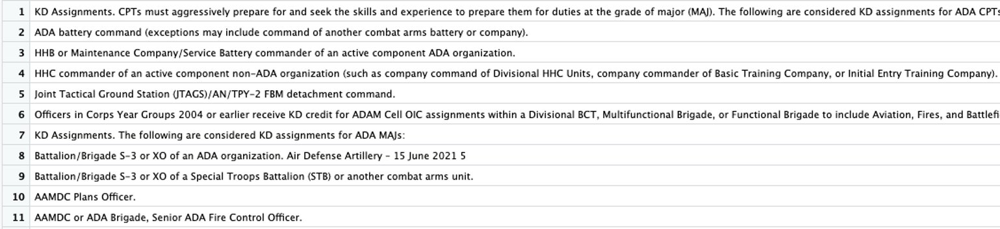 1 KD Assignments. CPTs must aggressively prepare for and seek the skills and experience to prepare them for duties at the grade of major (MAJ). The following are considered KD assignments for ADA CPTs
2 ADA battery command (exceptions may include command of another combat arms battery or company).
3 HHB or Maintenance Company/Service Battery commander of an active component ADA organization.
4 HHC commander of an active component non-ADA organization (such as company command of Divisional HHC Units, company commander of Basic Training Company, or Initial Entry Training Company).
5 Joint Tactical Ground Station (JTAGS)/AN/TPY-2 FBM detachment command.
6 Officers in Corps Year Groups 2004 or earlier receive KD credit for ADAM Cell OIC assignments within a Divisional BCT, Multifunctional Brigade, or Functional Brigade to include Aviation, Fires, and Battlefi
7 KD Assignments. The following are considered KD assignments for ADA MAJs:
8 Battalion/Brigade S-3 or XO of an ADA organization. Air Defense Artillery - 15 June 2021 5
9 Battalion/Brigade S-3 or XO of a Special Troops Battalion (STB) or another combat arms unit.
10 AAMDC Plans Officer.
11 AAMDC or ADA Brigade, Senior ADA Fire Control Officer.